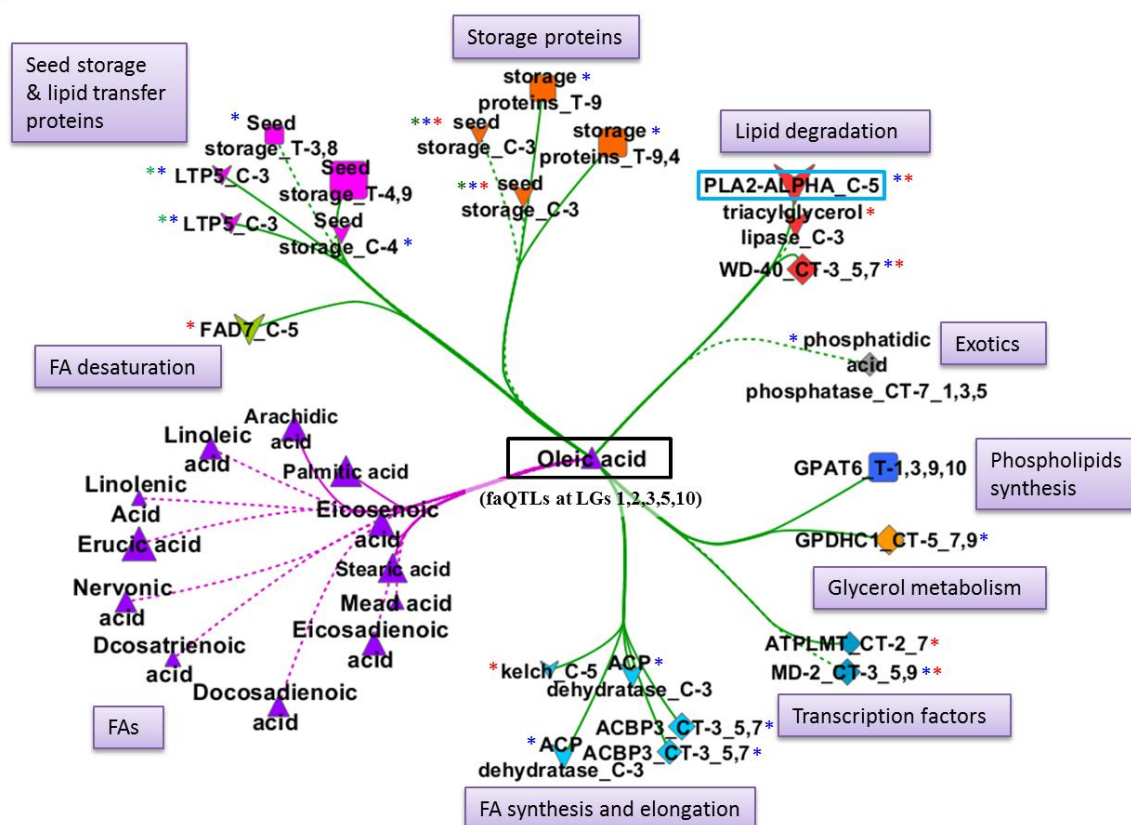 Storage proteins
Seed storage
& lipid transfer
proteins
storage *
proteins_T-9
* Seed
storage_T-3,8
*** seed
storage_C-3
storage *
proteins_T-9,4
Lipid degradation
** LTP5_C-3
Seed
storage_T-4,9
*** seed
storage_C-3
PLA2-ALPHA_C-5 **
triacylglycerol *
lipase_C-3
** LTP5_C-3
Seed
storage_C-4 *
WD-40_CT-3_5,7 **
* FAD7_C-5
FA desaturation
* phosphatidic
acid
phosphatase_CT-7_1,3,5
Exotics
Arachidic
acid
Linoleic
acid
Palmitic acid
Oleic acid
(faQTLs at LGs 1,2,3,5,10)
GPAT6_T-1,3,9,10
Phospholipids
synthesis
Linolenic
Acid
Eicosenoic
acid
Erucic acid
GPDHC1_CT-5_7,9 *
Glycerol metabolism
Stearic acid
Nervonic
acid
Mead acid
Eicosadienoic
acid
Dcosatrienoic
acid
Docosadienoic
acid
FAs
ATPLMT_CT-2_7 *
MD-2_CT-3_5,9 **
Transcription factors
* kelch_C-5
ACP *
dehydratase_C-3
ACBP3_CT-3_5,7 *
* ACP
dehydratase_C-3
ACBP3_CT-3_5,7 *
FA synthesis and elongation